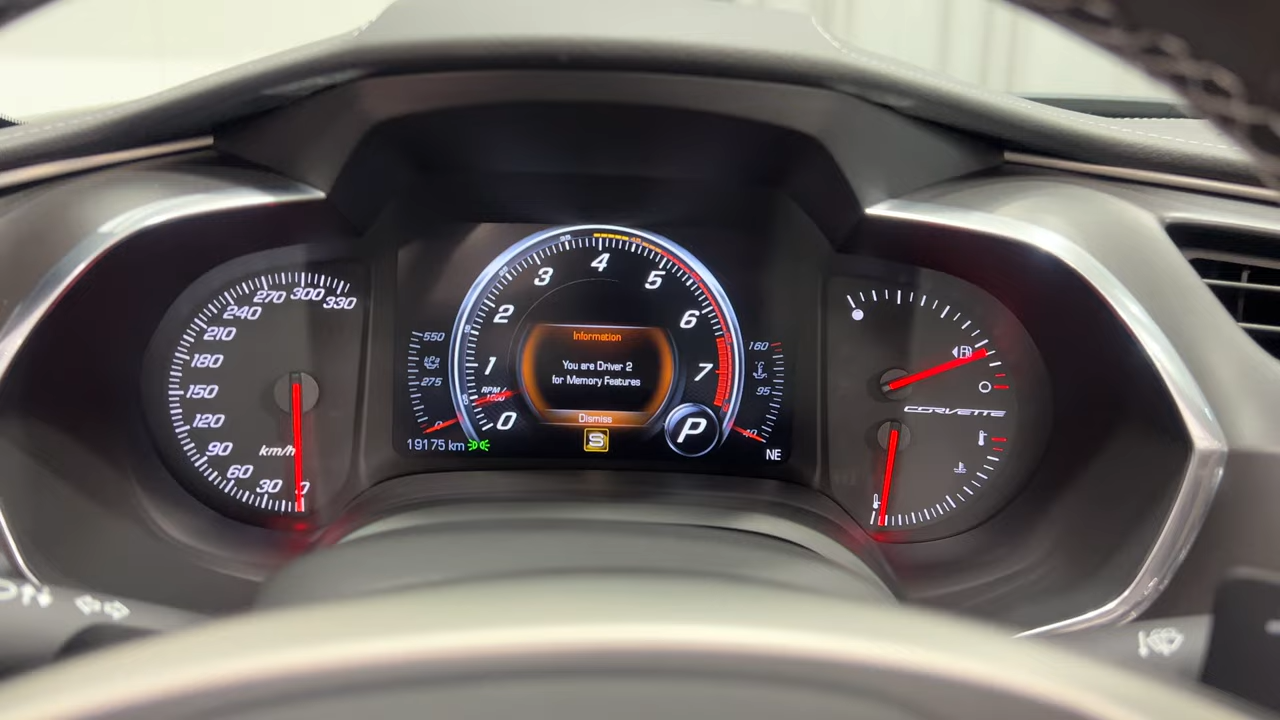 330
300
270
240
210
180
150
120
90
60
30
0
km/h
550
kPa
275
0
19175 km
0
1
2
3
4
5
6
7
RPM /
1000
Information
You are Driver 2
for Memory Features
Dismiss
S
P
160
°C
95
40
NE
CORVETTE